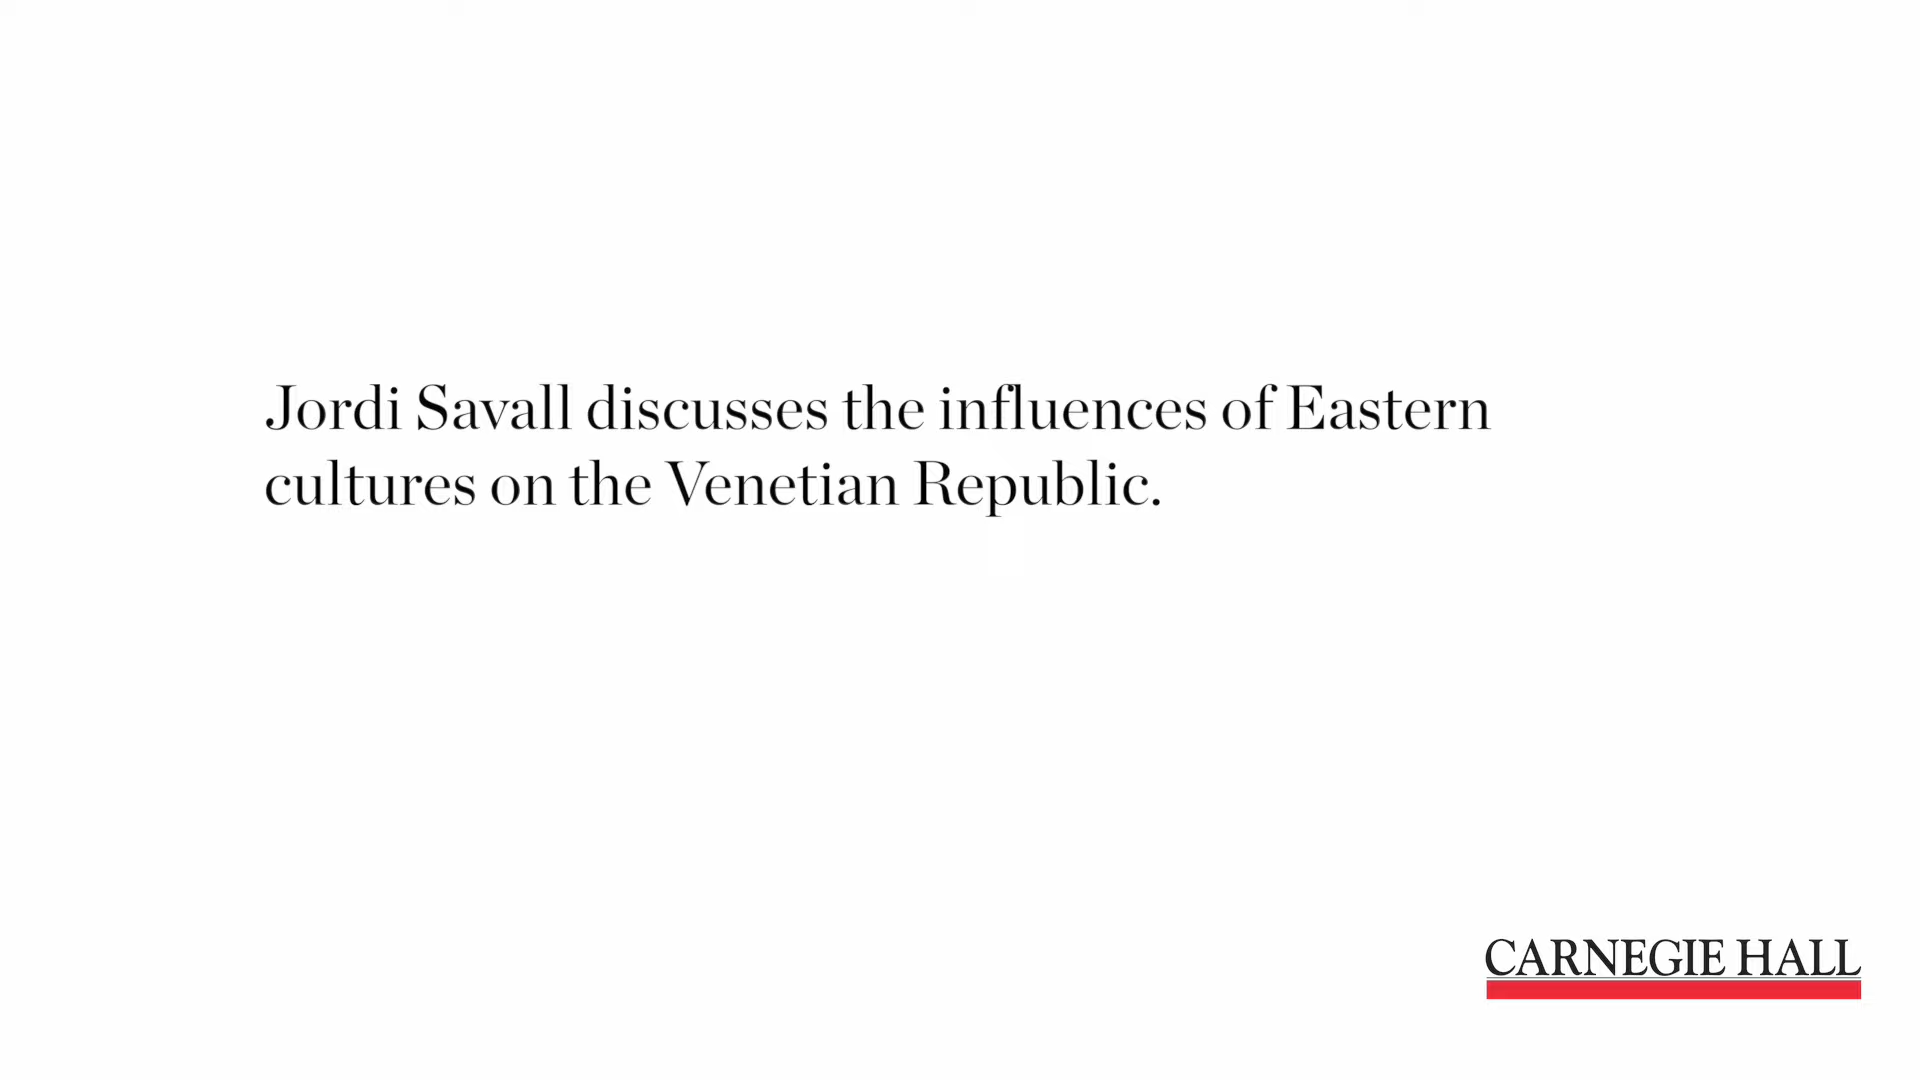 Jordi Savall discusses the influences of Eastern
cultures on the Venetian Republic.
CARNEGIE HALL